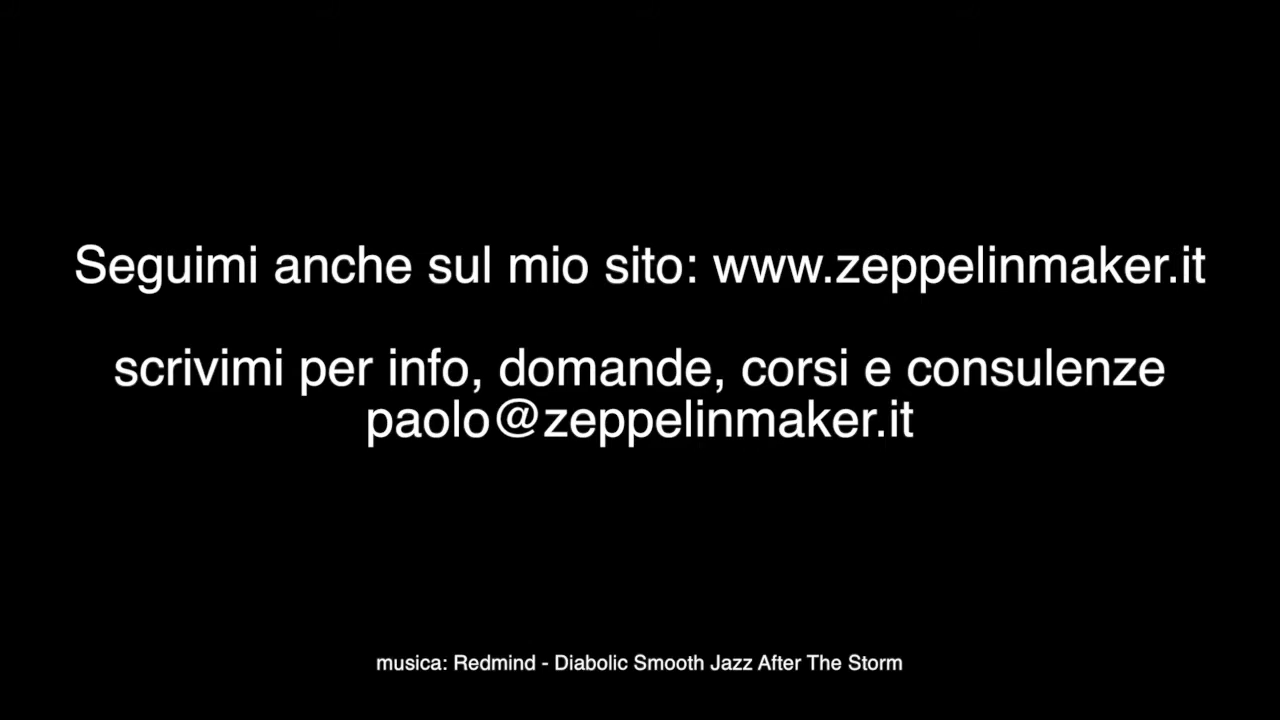 Seguimi anche sul mio sito: www.zeppelinmaker.it
scrivimi per info, domande, corsi e consulenze
paolo@zeppelinmaker.it
musica: Redmind - Diabolic Smooth Jazz After The Storm